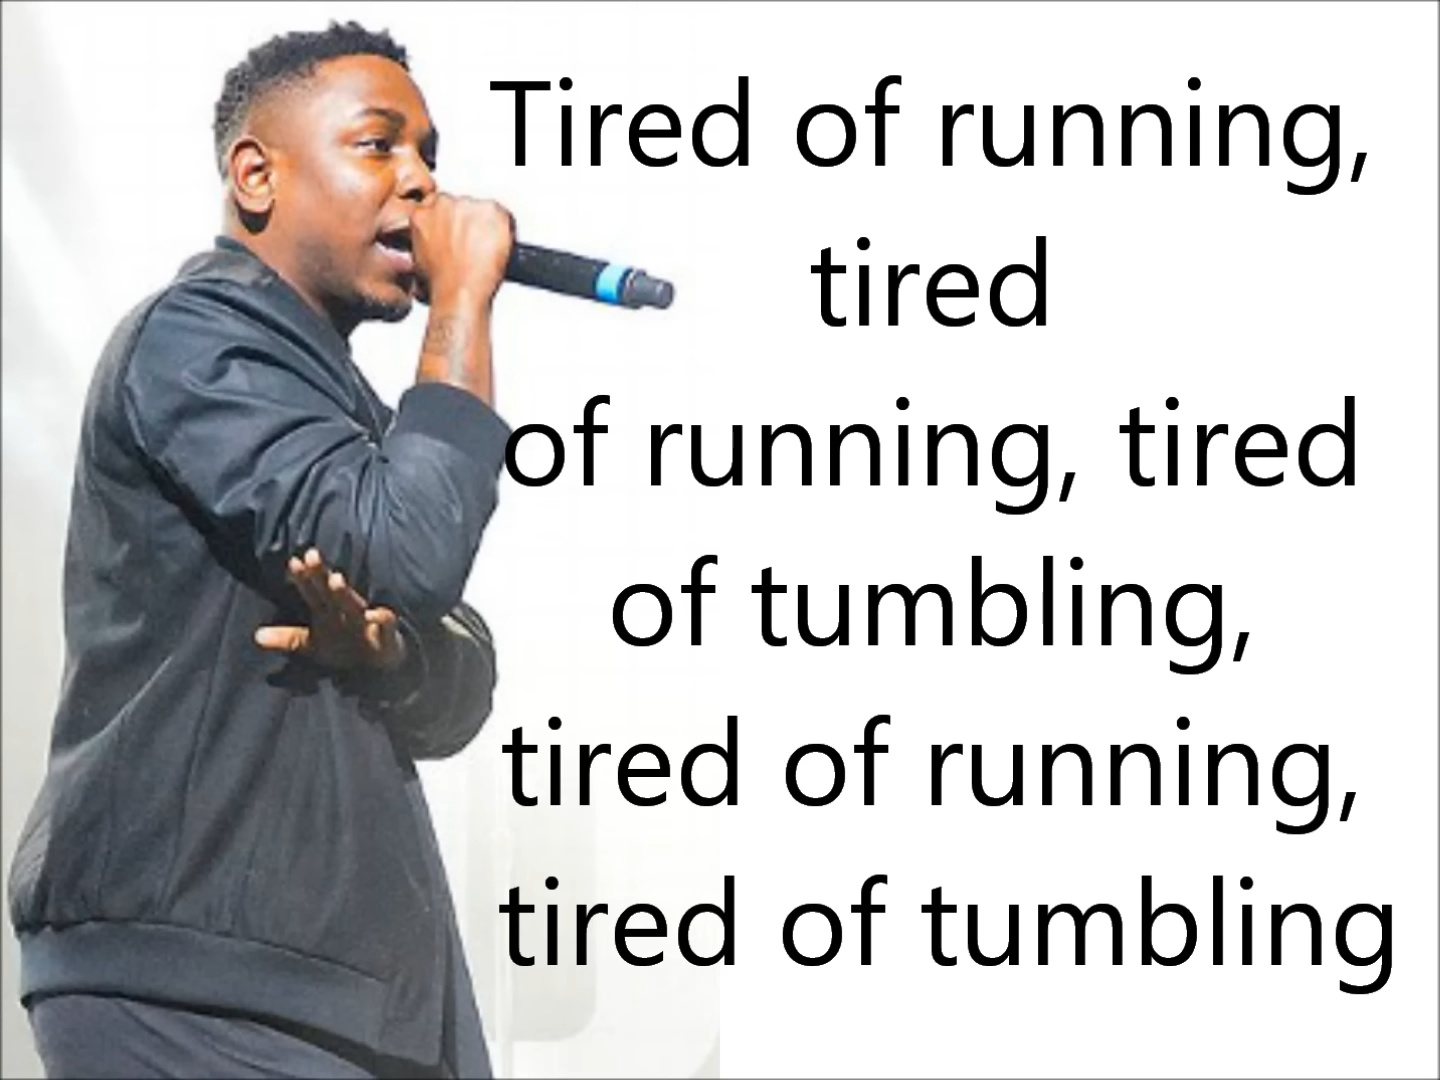 Tired of running,
tired
of running, tired
of tumbling,
tired of running,
tired of tumbling